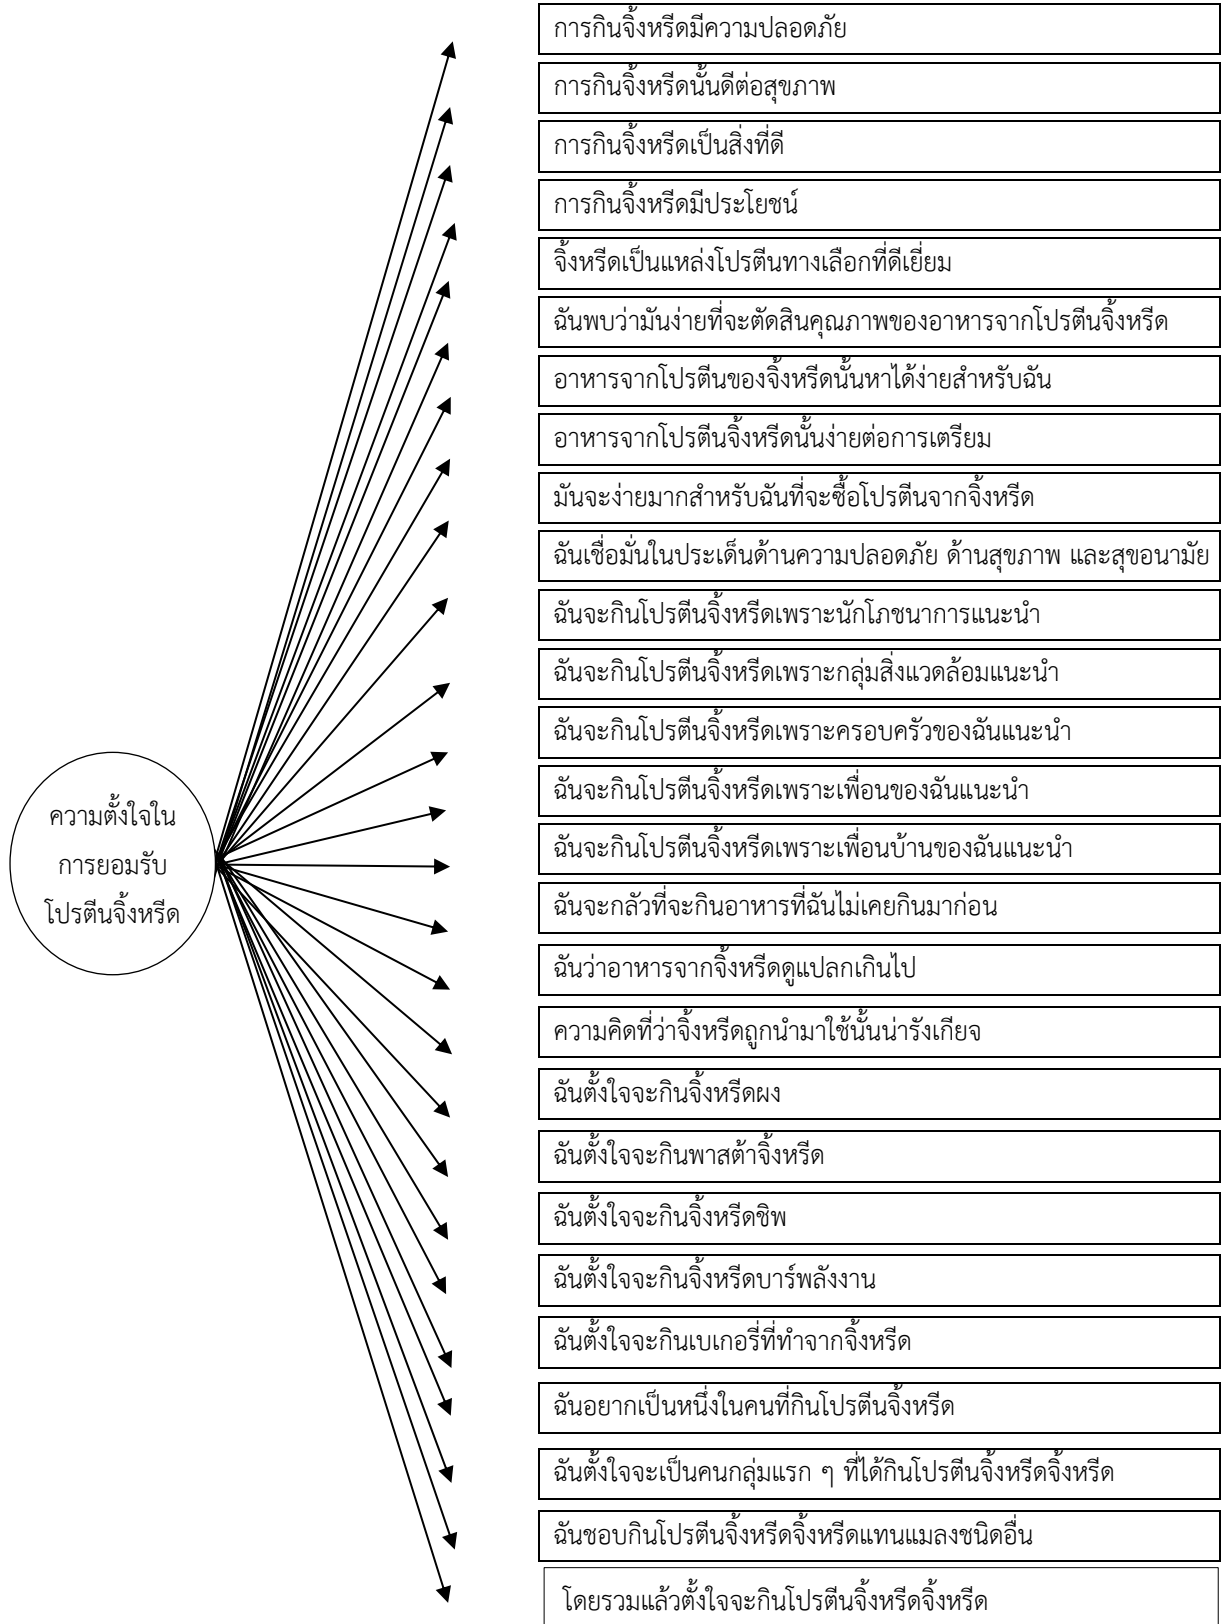 การกินจิ้งหรีดมีความปลอดภัย
การกินจิ้งหรีดนั้นดีต่อสุขภาพ
การกินจิ้งหรีดเป็นสิ่งที่ดี
การกินจิ้งหรีดมีประโยชน์
จิ้งหรีดเป็นแหล่งโปรตีนทางเลือกที่ดีเยี่ยม
ฉันพบว่ามันง่ายที่จะตัดสินคุณภาพของอาหารจากโปรตีนจิ้งหรีด
อาหารจากโปรตีนของจิ้งหรีดนั้นหาได้ง่ายสำหรับฉัน
อาหารจากโปรตีนจิ้งหรีดนั้นง่ายต่อการเตรียม
มันจะง่ายมากสำหรับฉันที่จะซื้อโปรตีนจากจิ้งหรีด
ฉันเชื่อมั่นในประเด็นด้านความปลอดภัย ด้านสุขภาพ และสุขอนามัย
ฉันจะกินโปรตีนจิ้งหรีดเพราะนักโภชนาการแนะนำ
ฉันจะกินโปรตีนจิ้งหรีดเพราะกลุ่มสิ่งแวดล้อมแนะนำ
ฉันจะกินโปรตีนจิ้งหรีดเพราะครอบครัวของฉันแนะนำ
ฉันจะกินโปรตีนจิ้งหรีดเพราะเพื่อนของฉันแนะนำ
ฉันจะกินโปรตีนจิ้งหรีดเพราะเพื่อนบ้านของฉันแนะนำ
ฉันจะกลัวที่จะกินอาหารที่ฉันไม่เคยกินมาก่อน
ฉันว่าอาหารจากจิ้งหรีดดูแปลกเกินไป
ความคิดที่ว่าจิ้งหรีดถูกนำมาใช้นั้นน่ารังเกียจ
ฉันตั้งใจจะกินจิ้งหรีดผง
ฉันตั้งใจจะกินพาสต้าจิ้งหรีด
ฉันตั้งใจจะกินจิ้งหรีดชิพ
ฉันตั้งใจจะกินจิ้งหรีดบาร์พลังงาน
ฉันตั้งใจจะกินเบเกอรี่ที่ทำจากจิ้งหรีด
ฉันอยากเป็นหนึ่งในคนที่กินโปรตีนจิ้งหรีด
ฉันตั้งใจจะเป็นคนกลุ่มแรก ๆ ที่ได้กินโปรตีนจิ้งหรีดจิ้งหรีด
ฉันชอบกินโปรตีนจิ้งหรีดจิ้งหรีดแทนแมลงชนิดอื่น
โดยรวมแล้วตั้งใจจะกินโปรตีนจิ้งหรีดจิ้งหรีด
ความตั้งใจใน
การยอมรับ
โปรตีนจิ้งหรีด